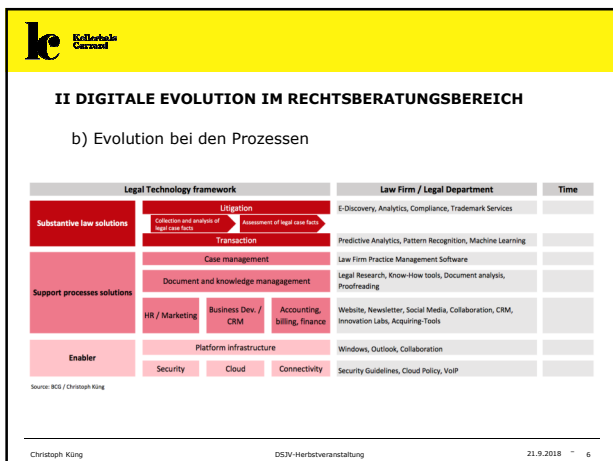 kc Kellerhals
Carrard
II DIGITALE EVOLUTION IM RECHTSBERATUNGSBEREICH
b) Evolution bei den Prozessen
Legal Technology framework Law Firm / Legal Department Time
Substantive law solutions
Litigation
Collection and analysis of
legal case facts
Assessment of legal case facts
E-Discovery, Analytics, Compliance, Trademark Services
Transaction
Predictive Analytics, Pattern Recognition, Machine Learning
Support processes solutions
Case management
Law Firm Practice Management Software
Document and knowledge managagement
Legal Research, Know-How tools, Document analysis,
Proofreading
HR / Marketing
Business Dev. /
CRM
Accounting,
billing, finance
Website, Newsletter, Social Media, Collaboration, CRM,
Innovation Labs, Acquiring-Tools
Enabler
Platform infrastructure
Windows, Outlook, Collaboration
Security Cloud Connectivity
Security Guidelines, Cloud Policy, VoIP
Source: BCG / Christoph Küng
Christoph Küng DSJV-Herbstveranstaltung 21.9.2018 – 6